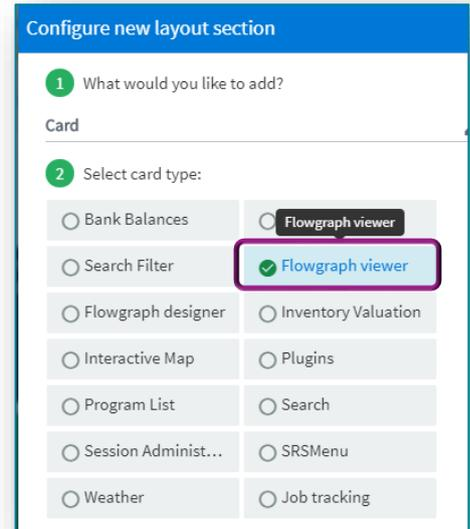 Configure new layout section
1 What would you like to add?
Card
2 Select card type:
Bank Balances
Flowgraph viewer
Search Filter
Flowgraph viewer
Flowgraph designer
Inventory Valuation
Interactive Map
Plugins
Program List
Search
Session Administ...
SRSMenu
Weather
Job tracking